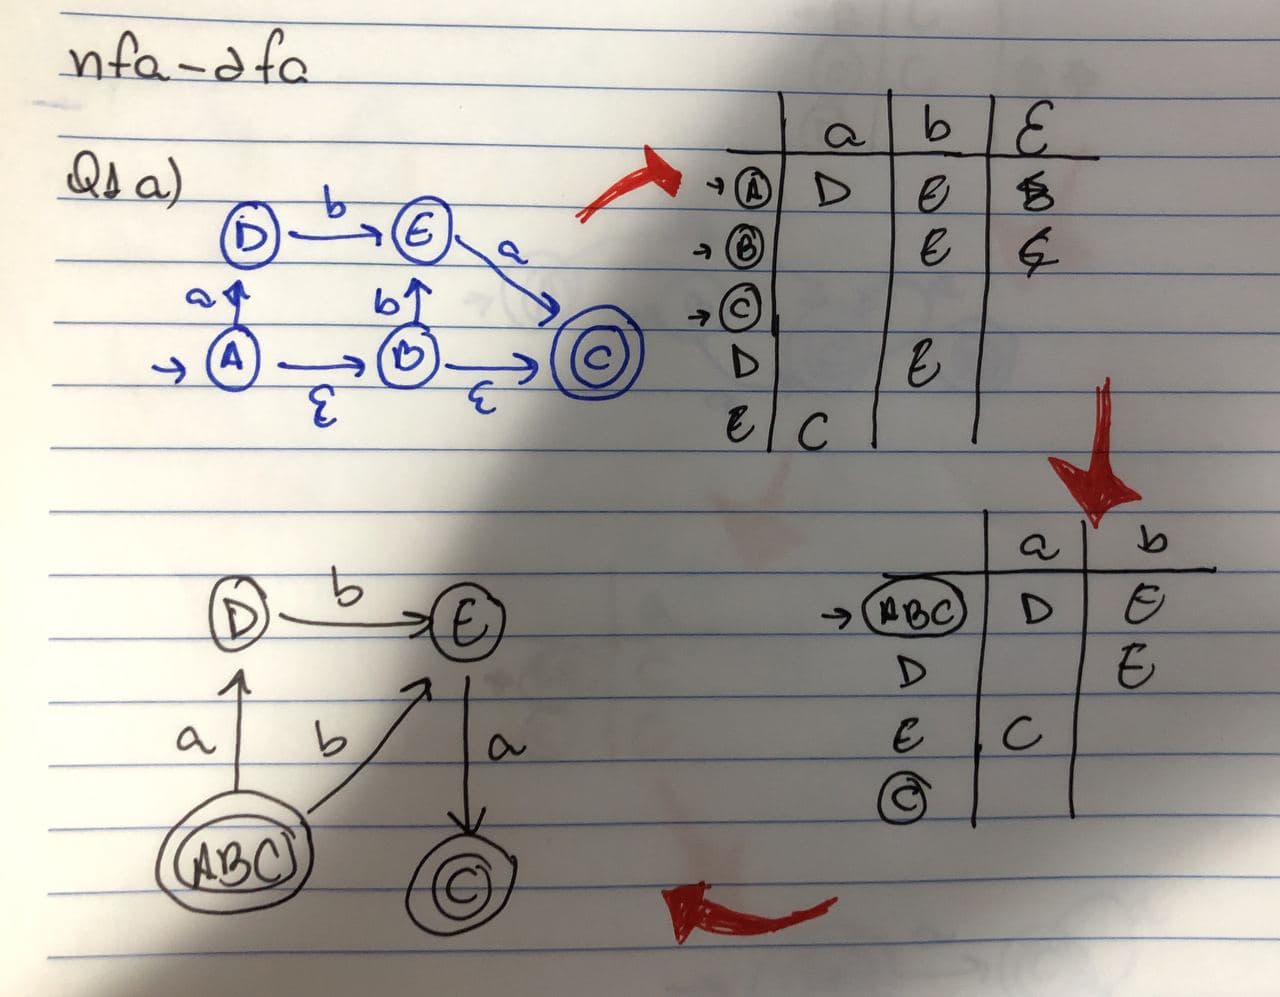 nfa-dfa
Q1 a)
D b E a
a b
A ε B ε C
a b ε
A D E
B E
C
D E
E C
a b
ABC D E
D E
E C
C
D b E
a b a
ABC C